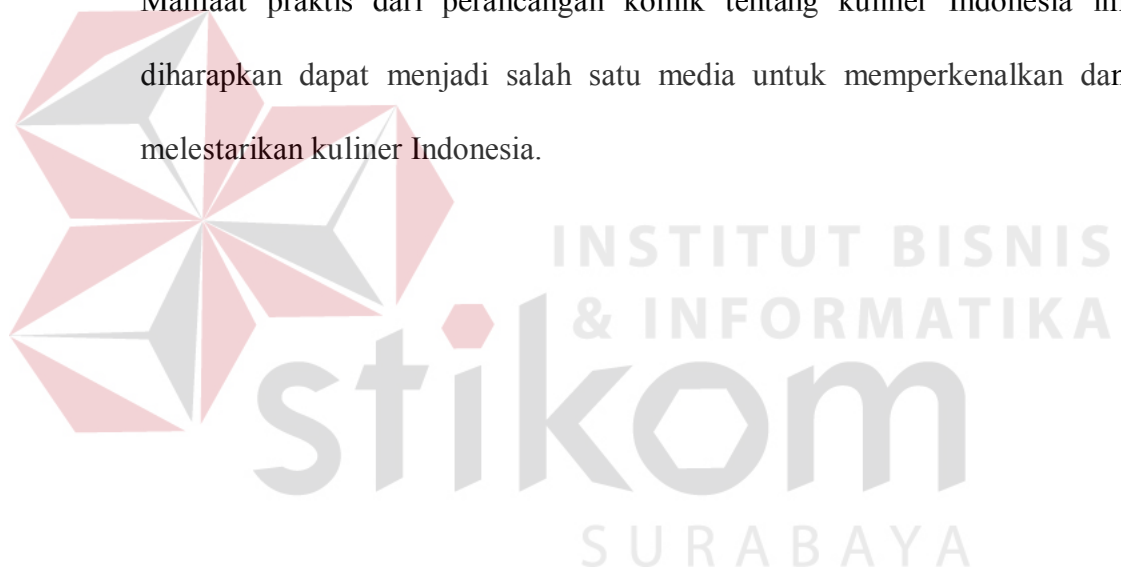 Manfaat praktis dari perancangan komik tentang kuliner Indonesia ini
diharapkan dapat menjadi salah satu media untuk memperkenalkan dan
melestarikan kuliner Indonesia.
INSTITUT BISNIS
& INFORMATIKA
stikom
SURABAYA